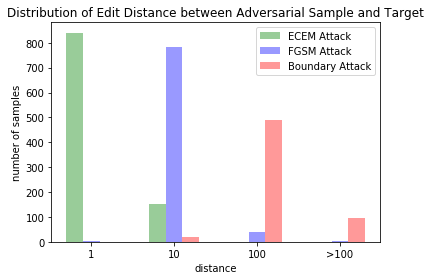 Distribution of Edit Distance between Adversarial Sample and Target
ECEM Attack
FGSM Attack
Boundary Attack
number of samples
800
700
600
500
400
300
200
100
0
1
10
100
>100
distance